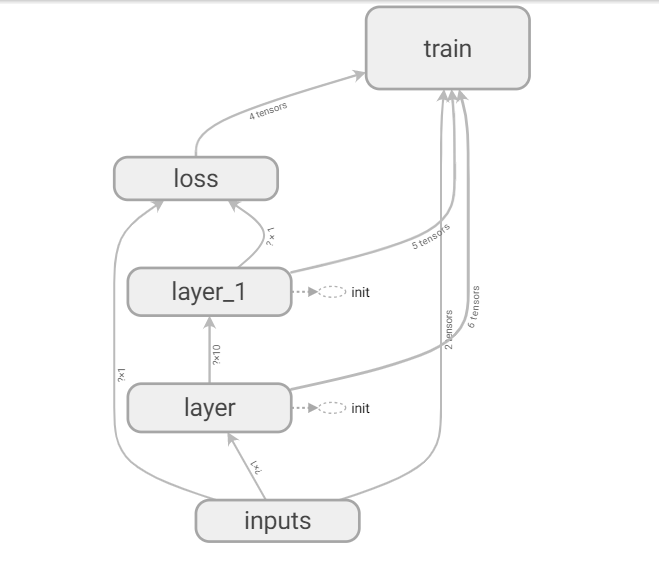 train
4 tensors
loss
?×1
5 tensors
layer_1
init
2 tensors
6 tensors
?×10
?×1
layer
init
?×1
inputs